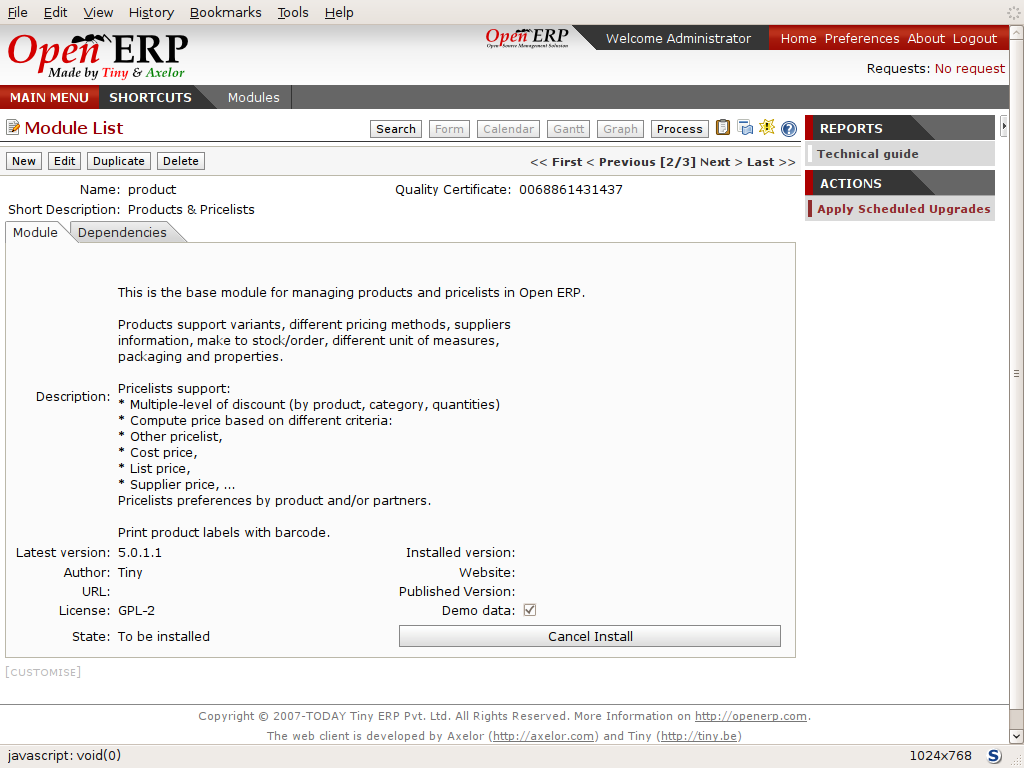 File Edit View History Bookmarks Tools Help
Open ERP
Made by Tiny & Axelor
Open ERP
Open Source Management Solution
Welcome Administrator
Home Preferences About Logout
Requests: No request
MAIN MENU SHORTCUTS Modules
Module List
Search Form Calendar Gantt Graph Process
New Edit Duplicate Delete
<< First < Previous [2/3] Next > Last >>
Name: product
Quality Certificate: 0068861431437
Short Description: Products & Pricelists
Module Dependencies
This is the base module for managing products and pricelists in Open ERP.
Products support variants, different pricing methods, suppliers
information, make to stock/order, different unit of measures,
packaging and properties.
Description:
Pricelists support:
* Multiple-level of discount (by product, category, quantities)
* Compute price based on different criteria:
* Other pricelist,
* Cost price,
* List price,
* Supplier price, ...
Pricelists preferences by product and/or partners.
Print product labels with barcode.
Latest version: 5.0.1.1
Installed version:
Author: Tiny
Website:
URL:
Published Version:
License: GPL-2
Demo data:
State: To be installed
Cancel Install
[CUSTOMISE]
REPORTS
Technical guide
ACTIONS
Apply Scheduled Upgrades
Copyright © 2007-TODAY Tiny ERP Pvt. Ltd. All Rights Reserved. More Information on http://openerp.com.
The web client is developed by Axelor (http://axelor.com) and Tiny (http://tiny.be)
javascript: void(0)
1024x768